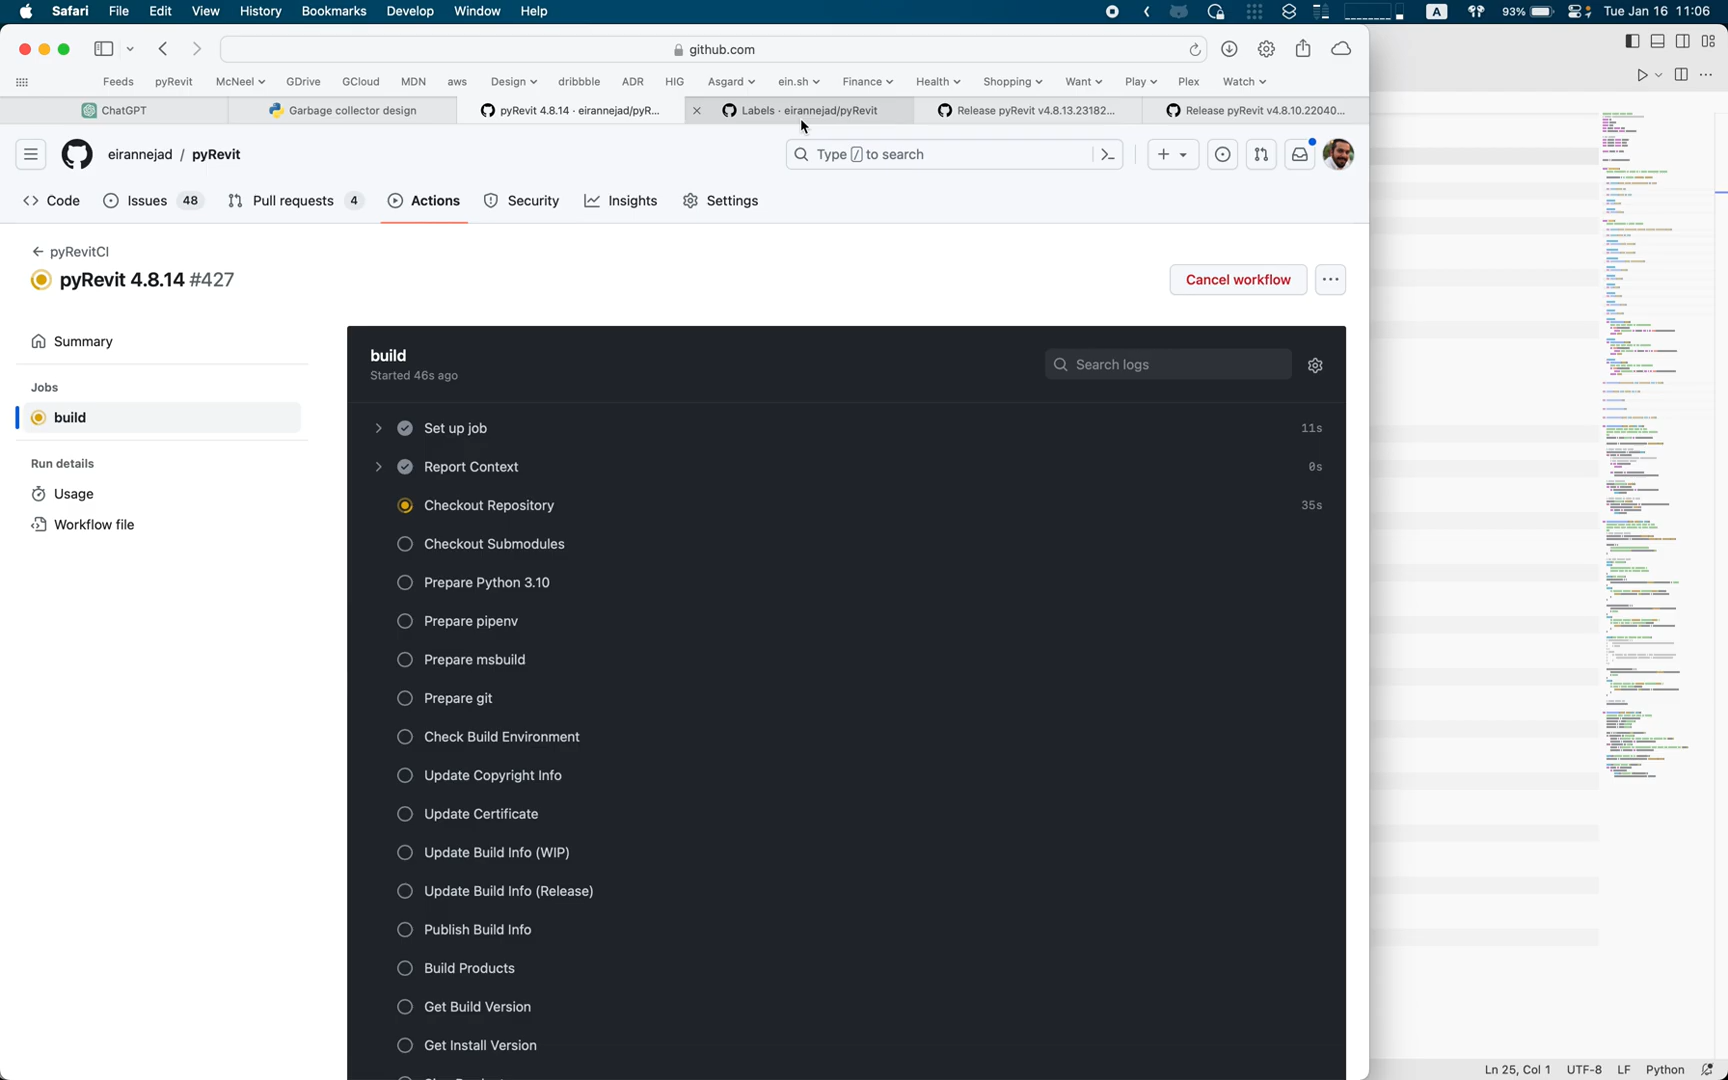 Safari File Edit View History Bookmarks Develop Window Help A 93% Tue Jan 16 11:06
github.com
Feeds pyRevit McNeel GDrive GCloud MDN aws Design dribbble ADR HIG Asgard ein.sh Finance Health Shopping Want Play Plex Watch
ChatGPT Garbage collector design pyRevit 4.8.14 · eirannejad/pyR... Labels · eirannejad/pyRevit Release pyRevit v4.8.13.23182... Release pyRevit v4.8.10.22040...
eirannejad / pyRevit Type / to search
Code Issues 48 Pull requests 4 Actions Security Insights Settings
← pyRevitCI
pyRevit 4.8.14 #427 Cancel workflow ...
Summary
Jobs
build
Run details
Usage
Workflow file
build
Started 46s ago
Search logs
Set up job 11s
Report Context 0s
Checkout Repository 35s
Checkout Submodules
Prepare Python 3.10
Prepare pipenv
Prepare msbuild
Prepare git
Check Build Environment
Update Copyright Info
Update Certificate
Update Build Info (WIP)
Update Build Info (Release)
Publish Build Info
Build Products
Get Build Version
Get Install Version
Ln 25, Col 1 UTF-8 LF Python